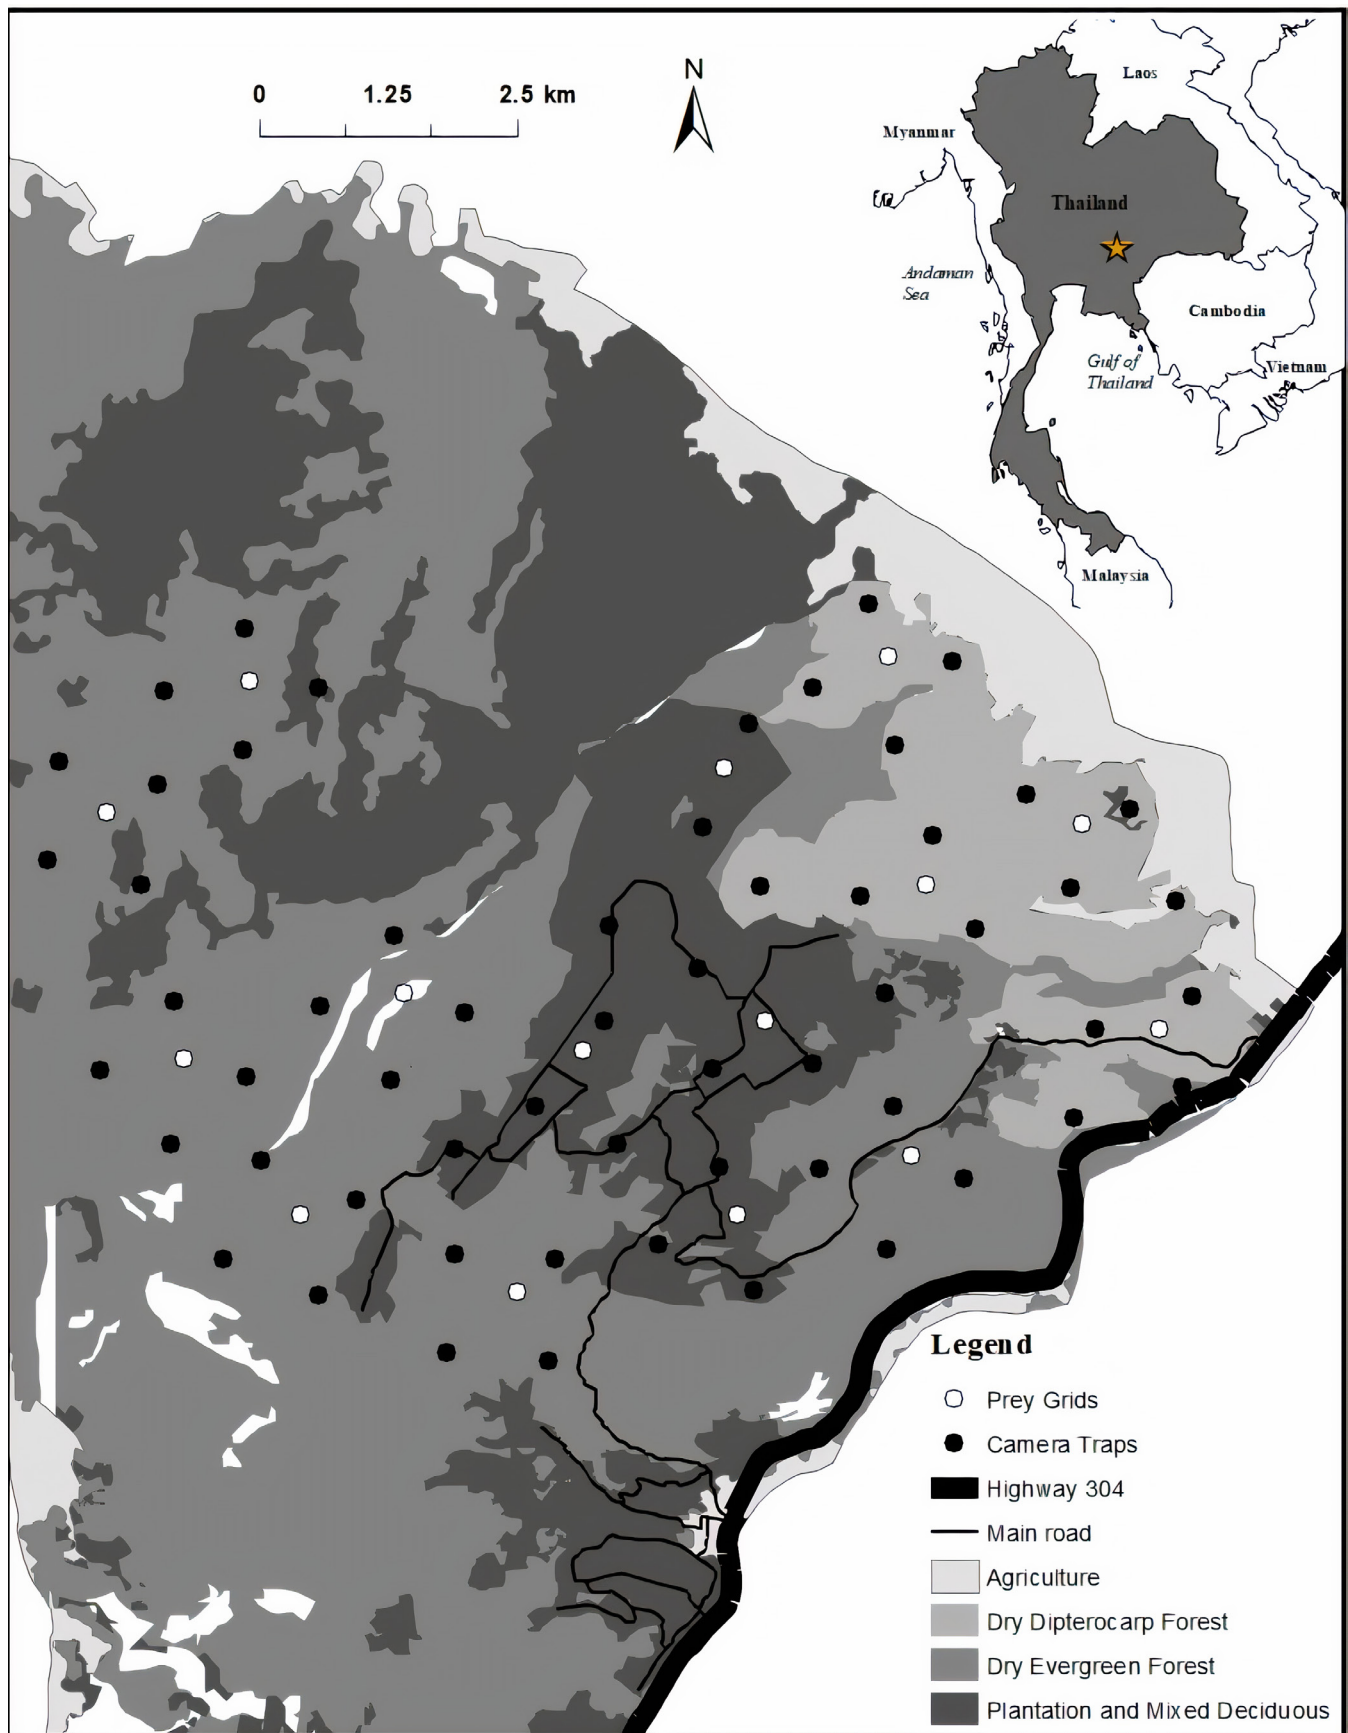 N
0 1.25 2.5 km
Laos
Myanmar
Thailand
Andaman
Sea
Cambodia
Gulf of
Thailand
Vietnam
Malaysia
Legend
Prey Grids
Camera Traps
Highway 304
Main road
Agriculture
Dry Dipterocarp Forest
Dry Evergreen Forest
Plantation and Mixed Deciduous